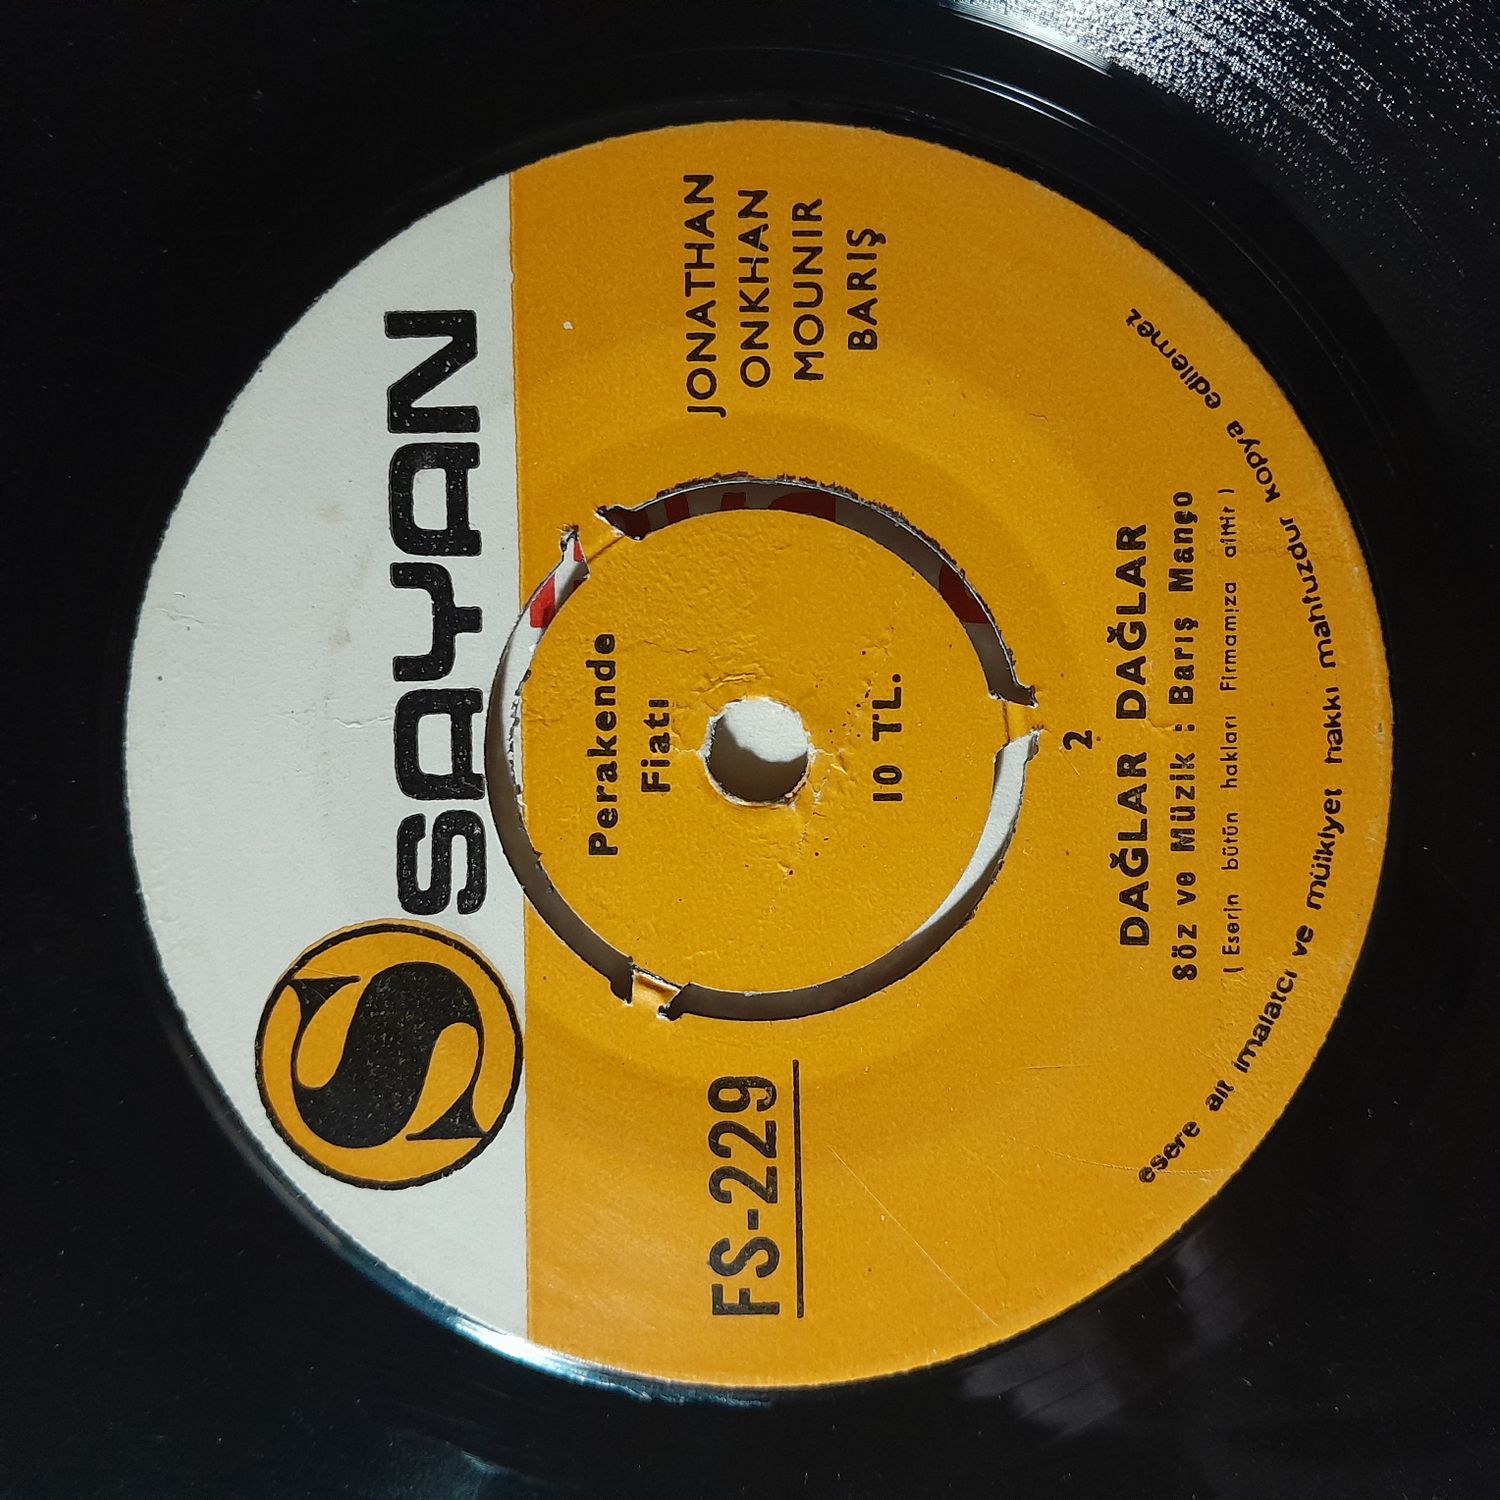 S
SAYAN
JONATHAN
ONKHAN
MOUNIR
BARIŞ
Perakende
Fiatı
10 TL.
FS-229
2
DAĞLAR DAĞLAR
Söz ve Müzik : Barış Manço
( Eserin bütün hakları Firmamıza aittir )
esere ait imalatcı ve mülkiyet hakkı mahfuzdur kopya edilemez